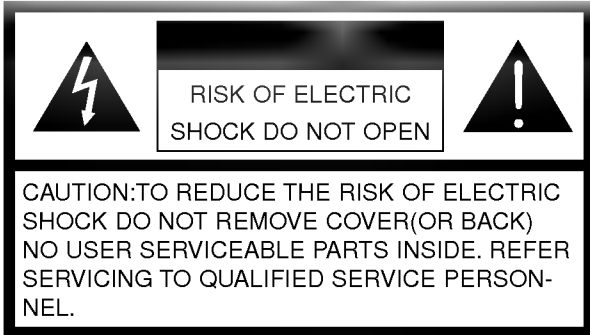 RISK OF ELECTRIC
SHOCK DO NOT OPEN
CAUTION:TO REDUCE THE RISK OF ELECTRIC
SHOCK DO NOT REMOVE COVER(OR BACK)
NO USER SERVICEABLE PARTS INSIDE. REFER
SERVICING TO QUALIFIED SERVICE PERSON-
NEL.